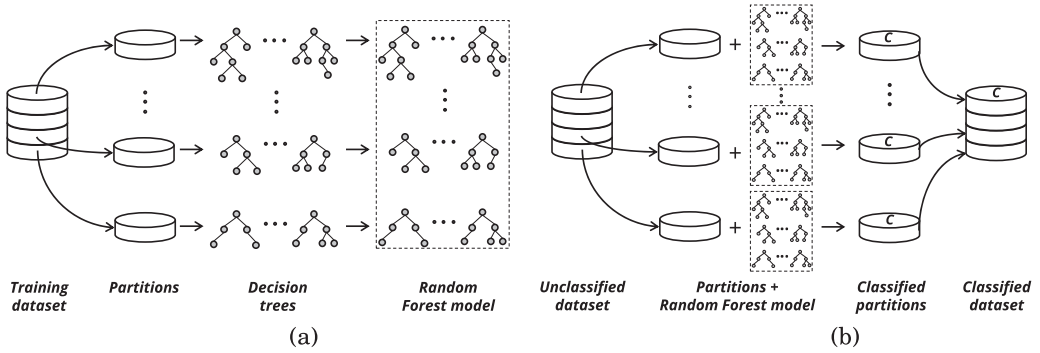 C
C
C
C
+
+
+
Training
dataset
Partitions
Decision
trees
Random
Forest model
Unclassified
dataset
Partitions +
Random Forest model
Classified
partitions
Classified
dataset
(a)
(b)